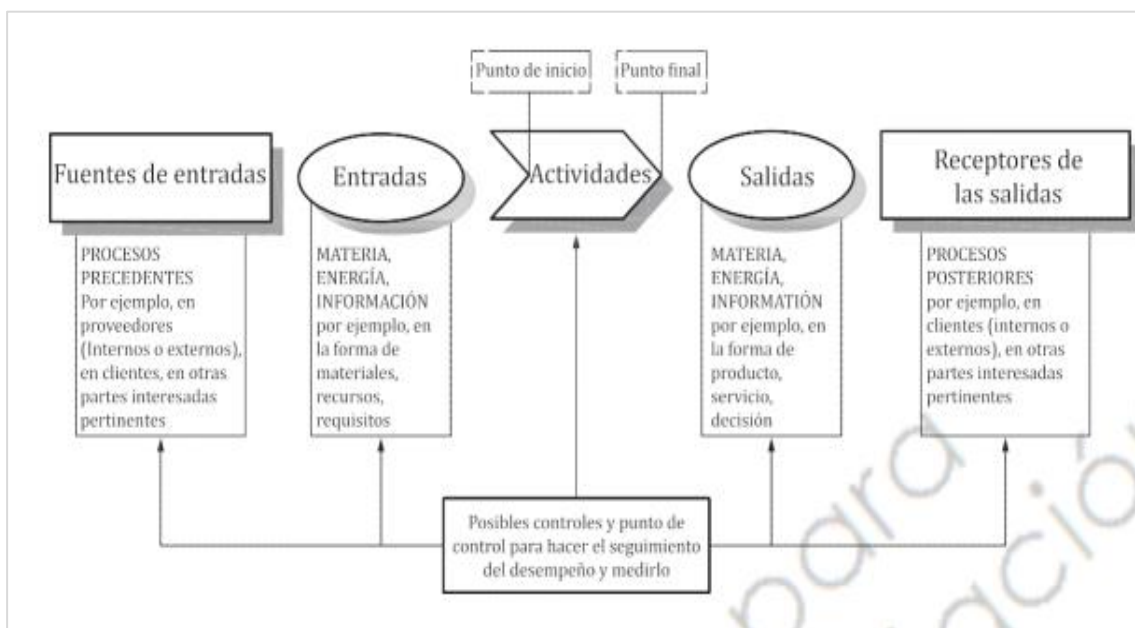 Punto de inicio
Punto final
Fuentes de entradas
Entradas
Actividades
Salidas
Receptores de
las salidas
PROCESOS
PRECEDENTES
Por ejemplo, en
proveedores
(Internos o externos),
en clientes, en otras
partes interesadas
pertinentes
MATERIA,
ENERGÍA,
INFORMACIÓN
por ejemplo, en
la forma de
materiales,
recursos,
requisitos
MATERIA,
ENERGÍA,
INFORMATIÓN
por ejemplo, en
la forma de
producto,
servicio,
decisión
PROCESOS
POSTERIORES
por ejemplo, en
clientes (internos o
externos), en otras
partes interesadas
pertinentes
Posibles controles y punto de
control para hacer el seguimiento
del desempeño y medirlo
para